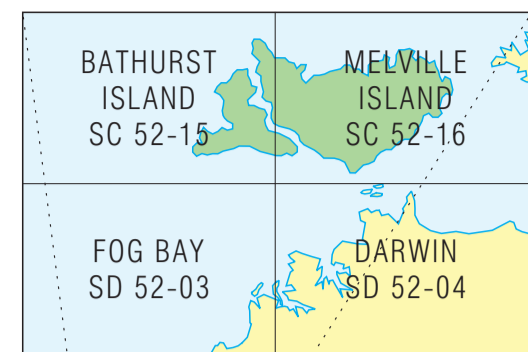 BATHURST
ISLAND
SC 52-15
MELVILLE
ISLAND
SC 52-16
FOG BAY
SD 52-03
DARWIN
SD 52-04